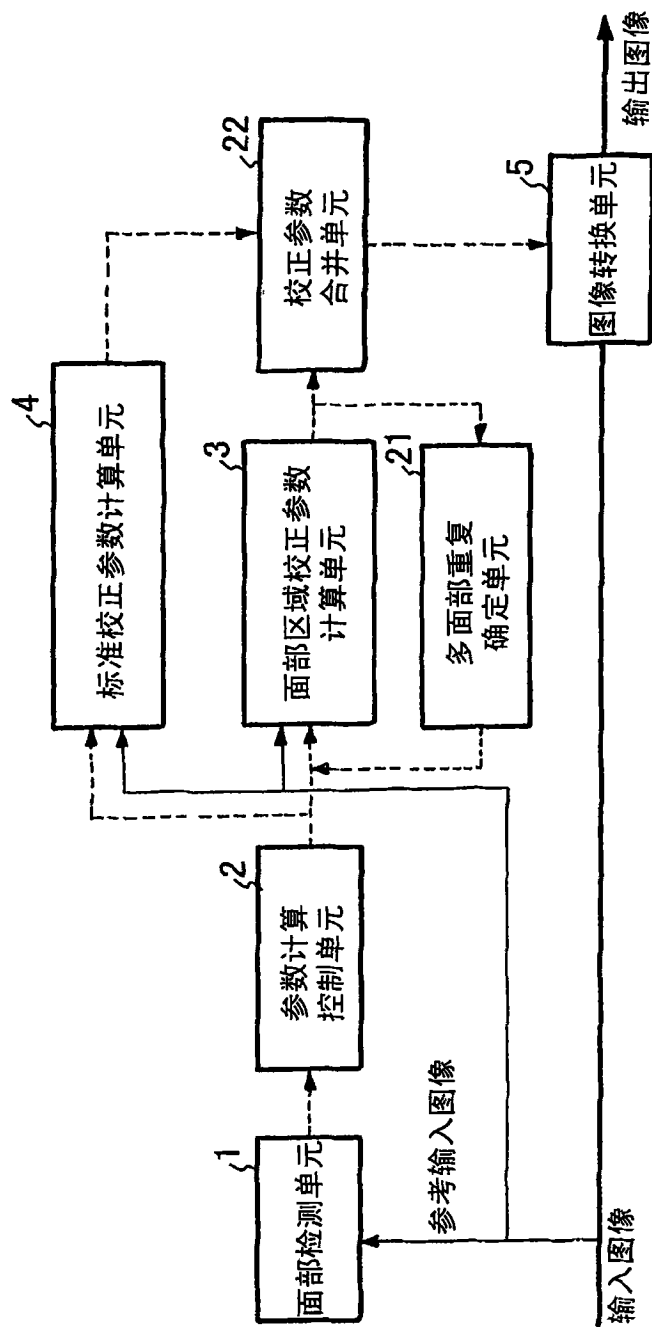 4
标准校正参数计算单元
22
校正参数
合并单元
3
面部区域校正参数
计算单元
2
参数计算
控制单元
1
面部检测单元
21
多面部重复
确定单元
参考输入图像
5
图像转换单元
输入图像
输出图像